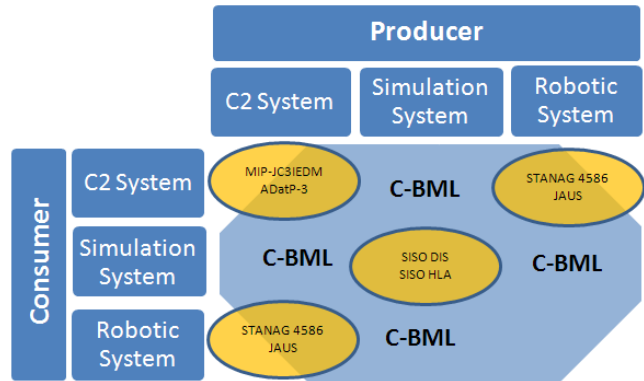 Producer
C2 System
Simulation
System
Robotic
System
Consumer
C2 System
MIP-JC3IEDM
ADatP-3
C-BML
STANAG 4586
JAUS
Simulation
System
C-BML
SISO DIS
SISO HLA
C-BML
Robotic
System
STANAG 4586
JAUS
C-BML